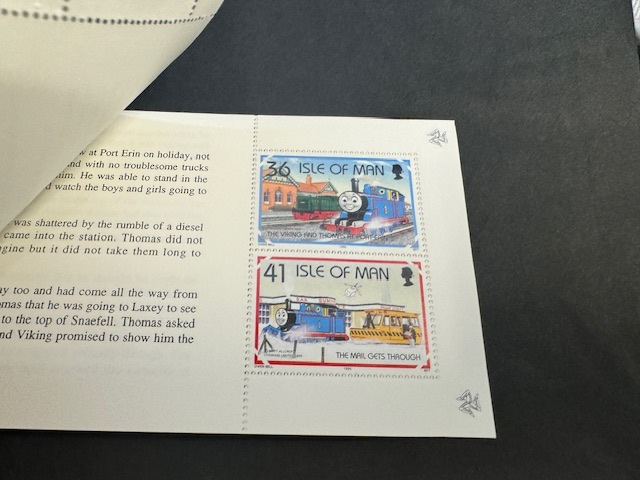 at Port Erin on holiday, not
and with no troublesome trucks
him. He was able to stand in the
watch the boys and girls going to
was shattered by the rumble of a diesel
came into the station. Thomas did not
but it did not take them long to
too and had come all the way from
that he was going to Laxey to see
to the top of Snaefell. Thomas asked
Viking promised to show him the
36 ISLE OF MAN
THE VIKING AND THOMAS AT PORT ERIN
41 ISLE OF MAN
THE MAIL GETS THROUGH